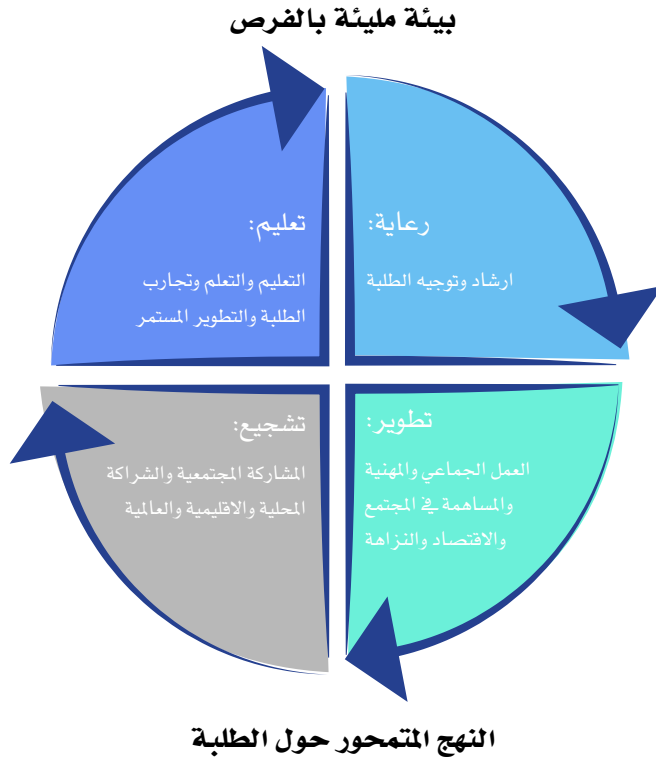 بيئة مليئة بالفرص
رعاية:
ارشاد وتوجيه الطلبة
تعليم:
التعليم والتعلم وتجارب
الطلبة والتطوير المستمر
تطوير:
العمل الجماعي والمهنية
والمساهمة في المجتمع
والاقتصاد والنزاهة
تشجيع:
المشاركة المجتمعية والشراكة
المحلية والاقليمية والعالمية
النهج المتمحور حول الطلبة